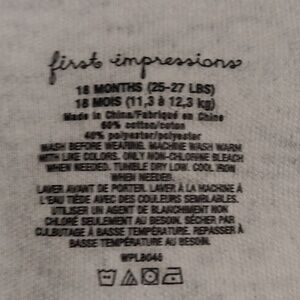 first impressions
18 MONTHS (25-27 LBS)
18 MOIS (11,3 à 12,3 kg)
Made in China/Fabriqué en Chine
60% cotton/coton
40% polyester/polyester
WASH BEFORE WEARING. MACHINE WASH WARM
WITH LIKE COLORS. ONLY NON-CHLORINE BLEACH
WHEN NEEDED. TUMBLE DRY LOW. COOL IRON
WHEN NEEDED.
LAVER AVANT DE PORTER. LAVER À LA MACHINE À
L'EAU TIÈDE AVEC DES COULEURS SEMBLABLES.
UTILISER UN AGENT DE BLANCHIMENT NON
CHLORÉ SEULEMENT AU BESOIN. SÉCHER PAR
CULBUTAGE À BASSE TEMPÉRATURE. REPASSER À
BASSE TEMPÉRATURE AU BESOIN.
WPLB046